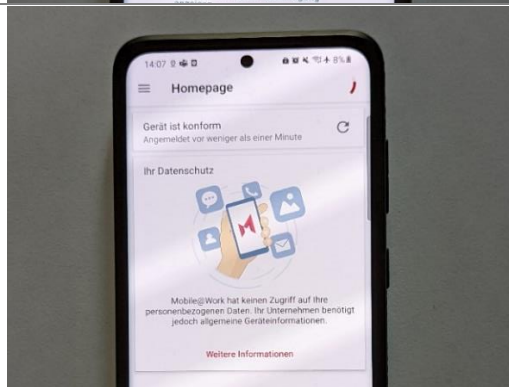 14:07
8%
Homepage
Gerät ist konform
Angemeldet vor weniger als einer Minute
Ihr Datenschutz
Mobile@Work hat keinen Zugriff auf Ihre
personenbezogenen Daten. Ihr Unternehmen benötigt
jedoch allgemeine Geräteinformationen.
Weitere Informationen